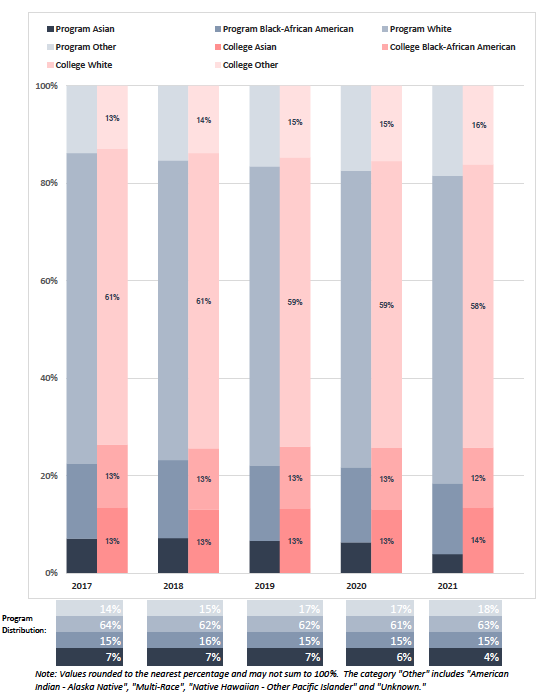 Program Asian Program Black-African American Program White
Program Other College Asian College Black-African American
College White College Other
100%
80%
60%
40%
20%
0%
13% 14% 15% 15% 16%
61% 61% 59% 59% 58%
13% 13% 13% 13% 12%
13% 13% 13% 13% 14%
2017 2018 2019 2020 2021
Program
Distribution:
14% 15% 17% 17% 18%
64% 62% 62% 61% 63%
15% 16% 15% 15% 15%
7% 7% 7% 6% 4%
Note: Values rounded to the nearest percentage and may not sum to 100%. The category "Other" includes "American
Indian - Alaska Native", "Multi-Race", "Native Hawaiian - Other Pacific Islander" and "Unknown."